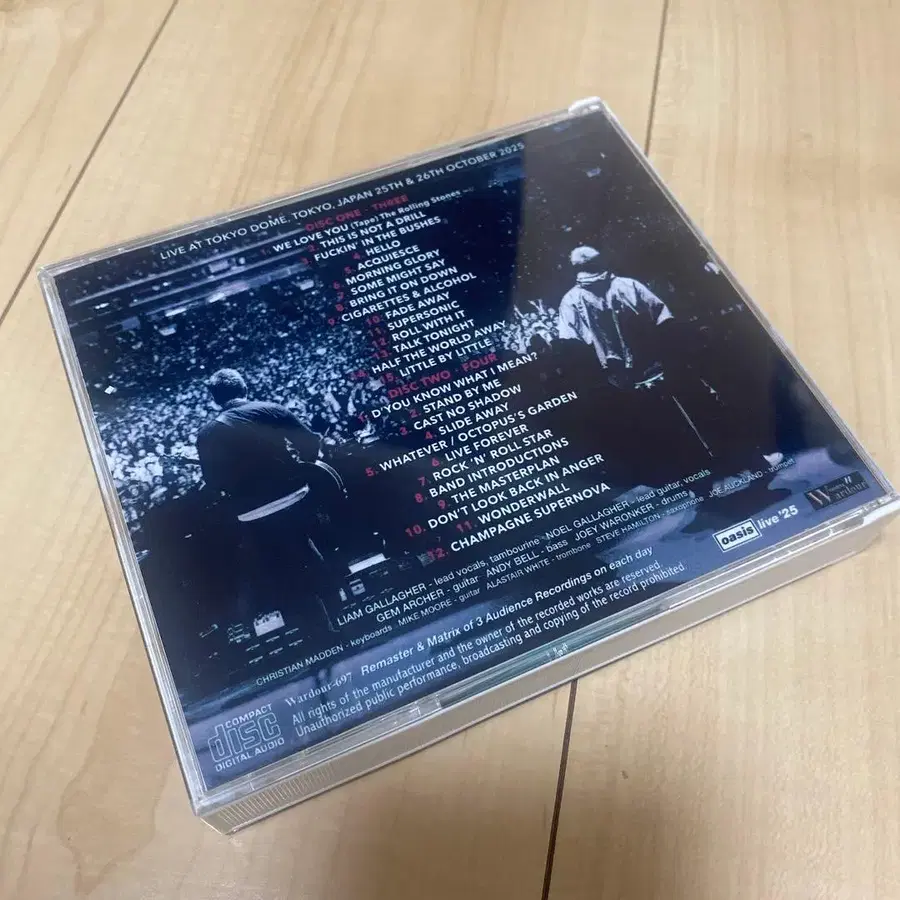 LIVE AT TOKYO DOME, TOKYO, JAPAN 25TH & 26TH OCTOBER 2025
DISC ONE - THREE
1. WE LOVE YOU (Tape) The Rolling Stones
2. THIS IS NOT A DRILL
3. FUCKIN' IN THE BUSHES
4. HELLO
5. ACQUIESCE
6. MORNING GLORY
7. SOME MIGHT SAY
8. BRING IT ON DOWN
9. CIGARETTES & ALCOHOL
10. FADE AWAY
11. SUPERSONIC
12. ROLL WITH IT
13. TALK TONIGHT
14. HALF THE WORLD AWAY
15. LITTLE BY LITTLE
DISC TWO - FOUR
1. D'YOU KNOW WHAT I MEAN?
2. STAND BY ME
3. CAST NO SHADOW
4. SLIDE AWAY
5. WHATEVER / OCTOPUS'S GARDEN
6. LIVE FOREVER
7. ROCK 'N' ROLL STAR
8. BAND INTRODUCTIONS
9. THE MASTERPLAN
10. DON'T LOOK BACK IN ANGER
11. WONDERWALL
12. CHAMPAGNE SUPERNOVA
LIAM GALLAGHER - lead vocals, tambourine NOEL GALLAGHER - lead guitar, vocals
GEM ARCHER - guitar ANDY BELL - bass JOEY WARONKER - drums
CHRISTIAN MADDEN - keyboards MIKE MOORE - guitar ALASTAIR WHITE - trombone STEVE HAMILTON - saxophone JOE AUCKLAND - trumpet
Wardour-697 Remaster & Matrix of 3 Audience Recordings on each day
All rights of the manufacturer and the owner of the recorded works are reserved.
Unauthorized public performance, broadcasting and copying of the record prohibited.
COMPACT
disc
DIGITAL AUDIO
oasis live '25
Wardour